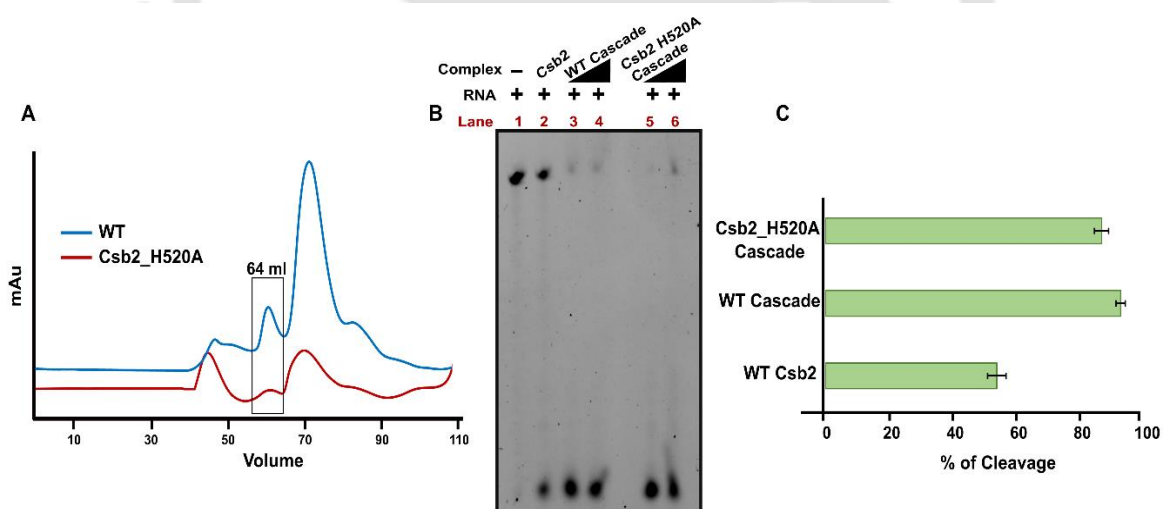 A
WT
Csb2_H520A
64 ml
mAu
10 30 50 70 90 110
Volume
B
Complex – Csb2 WT Cascade Csb2 H520A Cascade
RNA + + + + + +
Lane 1 2 3 4 5 6
C
Csb2_H520A
Cascade
WT Cascade
WT Csb2
0 20 40 60 80 100
% of Cleavage